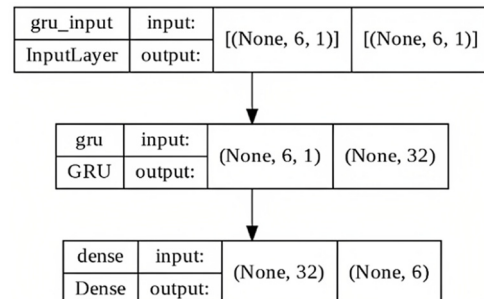 gru_input input: [(None, 6, 1)] [(None, 6, 1)]
InputLayer output:
gru input: (None, 6, 1) (None, 32)
GRU output:
dense input: (None, 32) (None, 6)
Dense output: